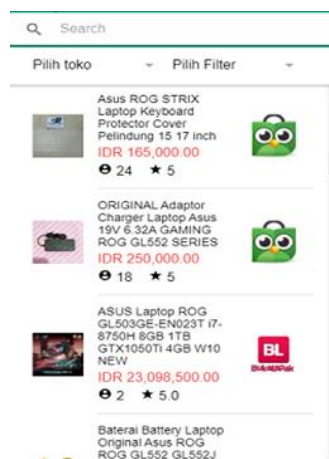 Search
Pilih toko Pilih Filter
Asus ROG STRIX
Laptop Keyboard
Protector Cover
Pelindung 15 17 inch
IDR 165,000.00
24 ★ 5
ORIGINAL Adaptor
Charger Laptop Asus
19V 6.32A GAMING
ROG GL552 SERIES
IDR 250,000.00
18 ★ 5
ASUS Laptop ROG
GL503GE-EN023T i7-
8750H 8GB 1TB
GTX1050Ti 4GB W10
NEW
BL
BukaLaPak
IDR 23,098,500.00
2 ★ 5.0
Baterai Battery Laptop
Original Asus ROG
ROG GL552 GL552J